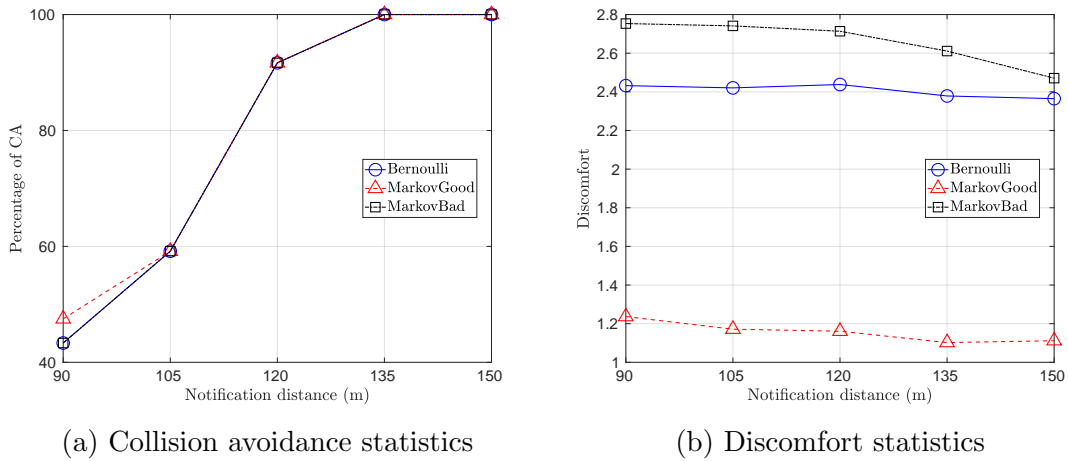 100
80
60
40
Percentage of CA
90
105
120
135
150
Notification distance (m)
Bernoulli
MarkovGood
MarkovBad
(a) Collision avoidance statistics
2.8
2.6
2.4
2.2
2
1.8
1.6
1.4
1.2
1
Discomfort
90
105
120
135
150
Notification distance (m)
Bernoulli
MarkovGood
MarkovBad
(b) Discomfort statistics